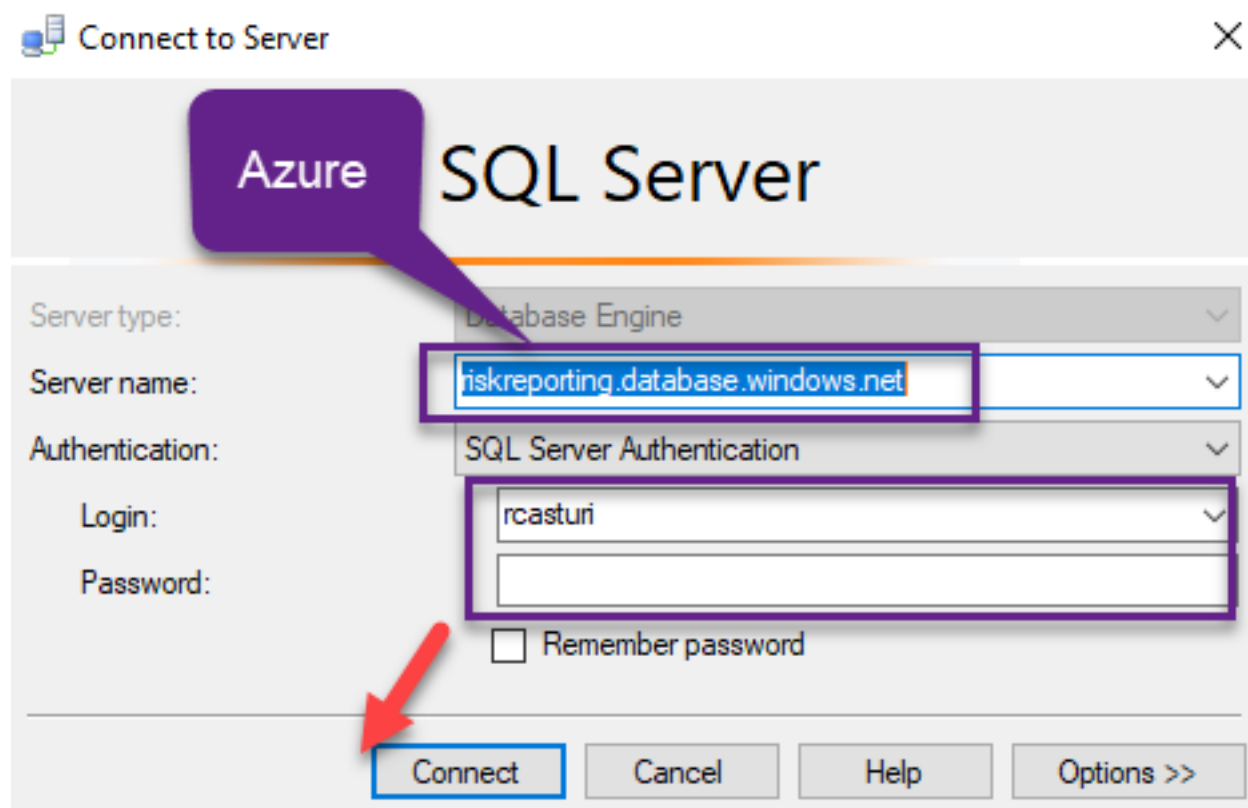 Connect to Server
Azure
SQL Server
Server type:
Database Engine
Server name:
riskreporting.database.windows.net
Authentication:
SQL Server Authentication
Login:
rcasturi
Password:
Remember password
Connect
Cancel
Help
Options >>